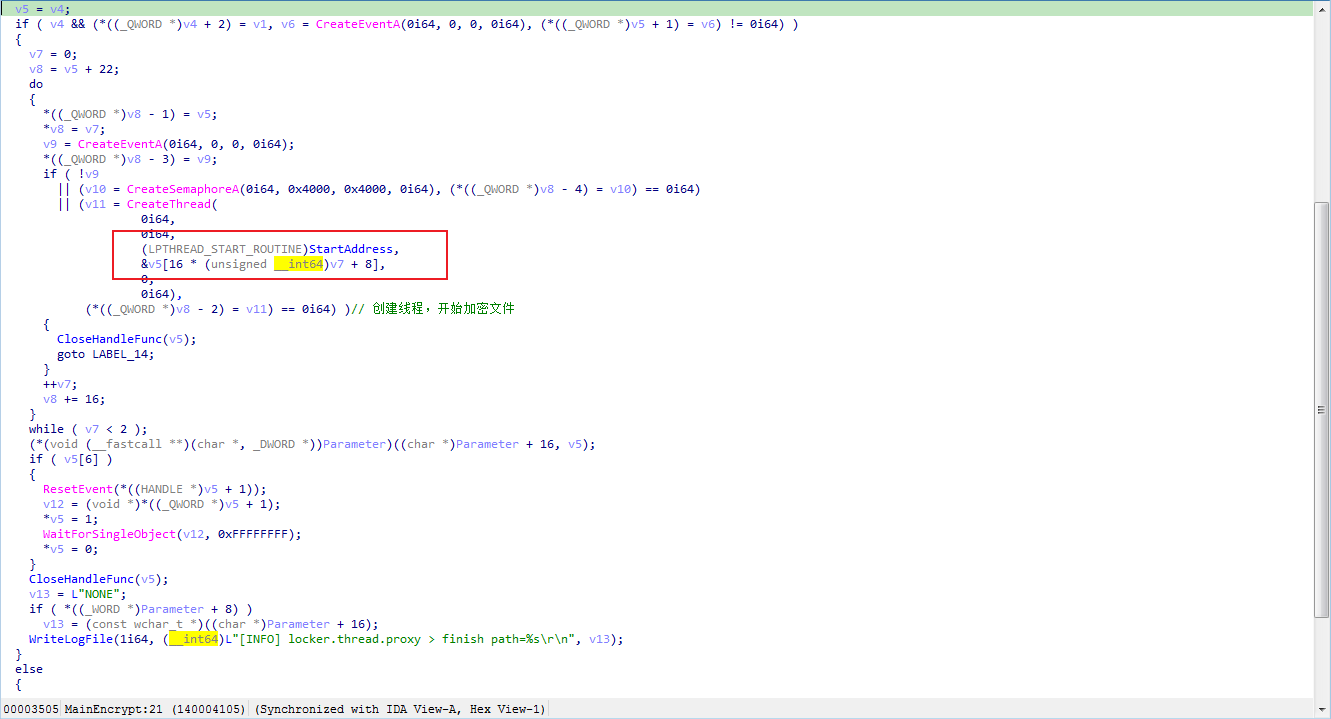 v5 = v4;
if ( v4 && (*((_QWORD *)v4 + 2) = v1, v6 = CreateEventA(0i64, 0, 0, 0i64), (*((_QWORD *)v5 + 1) = v6) != 0i64) )
{
v7 = 0;
v8 = v5 + 22;
do
{
*((_QWORD *)v8 - 1) = v5;
*v8 = v7;
v9 = CreateEventA(0i64, 0, 0, 0i64);
*((_QWORD *)v8 - 3) = v9;
if ( !v9
|| (v10 = CreateSemaphoreA(0i64, 0x4000, 0x4000, 0i64), (*((_QWORD *)v8 - 4) = v10) == 0i64)
|| (v11 = CreateThread(
0i64,
0i64,
(LPTHREAD_START_ROUTINE)StartAddress,
&v5[16 * (unsigned __int64)v7 + 8],
0,
0i64),
(*((_QWORD *)v8 - 2) = v11) == 0i64) )// 创建线程，开始加密文件
{
CloseHandleFunc(v5);
goto LABEL_14;
}
++v7;
v8 += 16;
}
while ( v7 < 2 );
(*(void (__fastcall **)(char *, _DWORD *))Parameter)((char *)Parameter + 16, v5);
if ( v5[6] )
{
ResetEvent(*((HANDLE *)v5 + 1));
v12 = (void *)*((_QWORD *)v5 + 1);
*v5 = 1;
WaitForSingleObject(v12, 0xFFFFFFFF);
*v5 = 0;
}
CloseHandleFunc(v5);
v13 = L"NONE";
if ( *((_WORD *)Parameter + 8) )
v13 = (const wchar_t *)((char *)Parameter + 16);
WriteLogFile(1i64, (__int64)L"[INFO] locker.thread.proxy > finish path=%s\r\n", v13);
}
else
{
00003505 MainEncrypt:21 (140004105) (Synchronized with IDA View-A, Hex View-1)